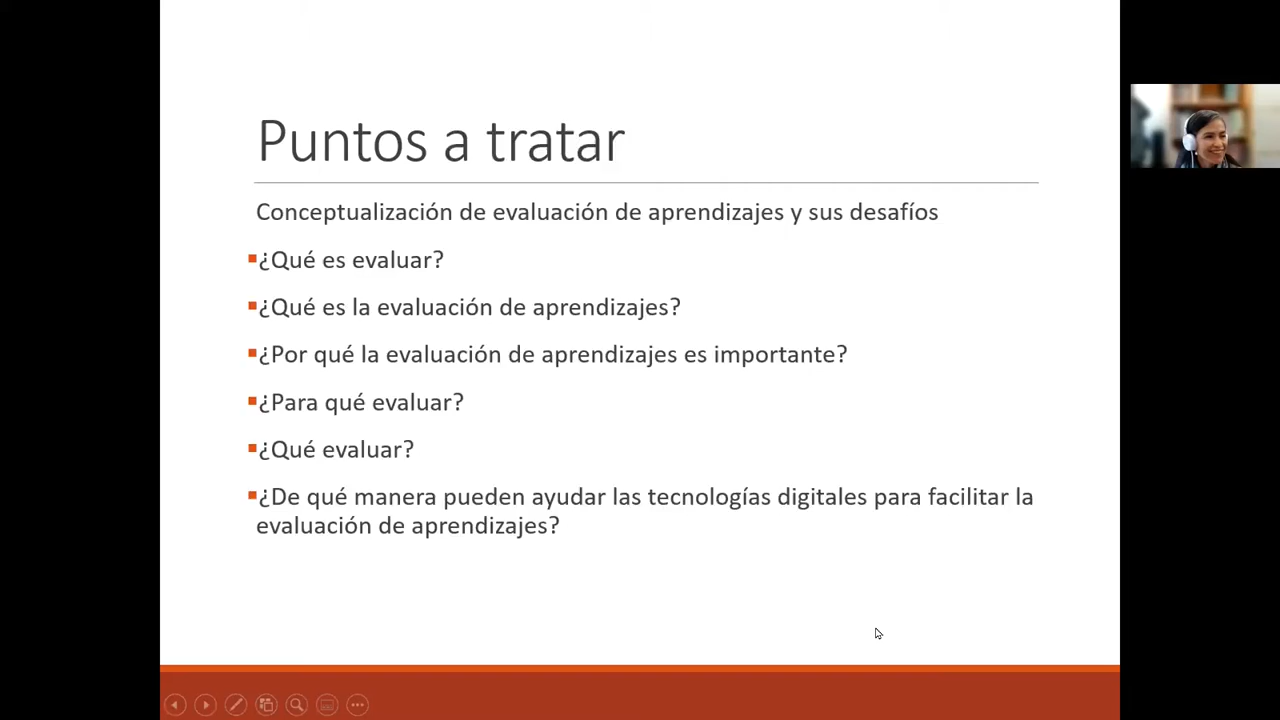 Puntos a tratar
Conceptualización de evaluación de aprendizajes y sus desafíos
▪¿Qué es evaluar?
▪¿Qué es la evaluación de aprendizajes?
▪¿Por qué la evaluación de aprendizajes es importante?
▪¿Para qué evaluar?
▪¿Qué evaluar?
▪¿De qué manera pueden ayudar las tecnologías digitales para facilitar la
evaluación de aprendizajes?